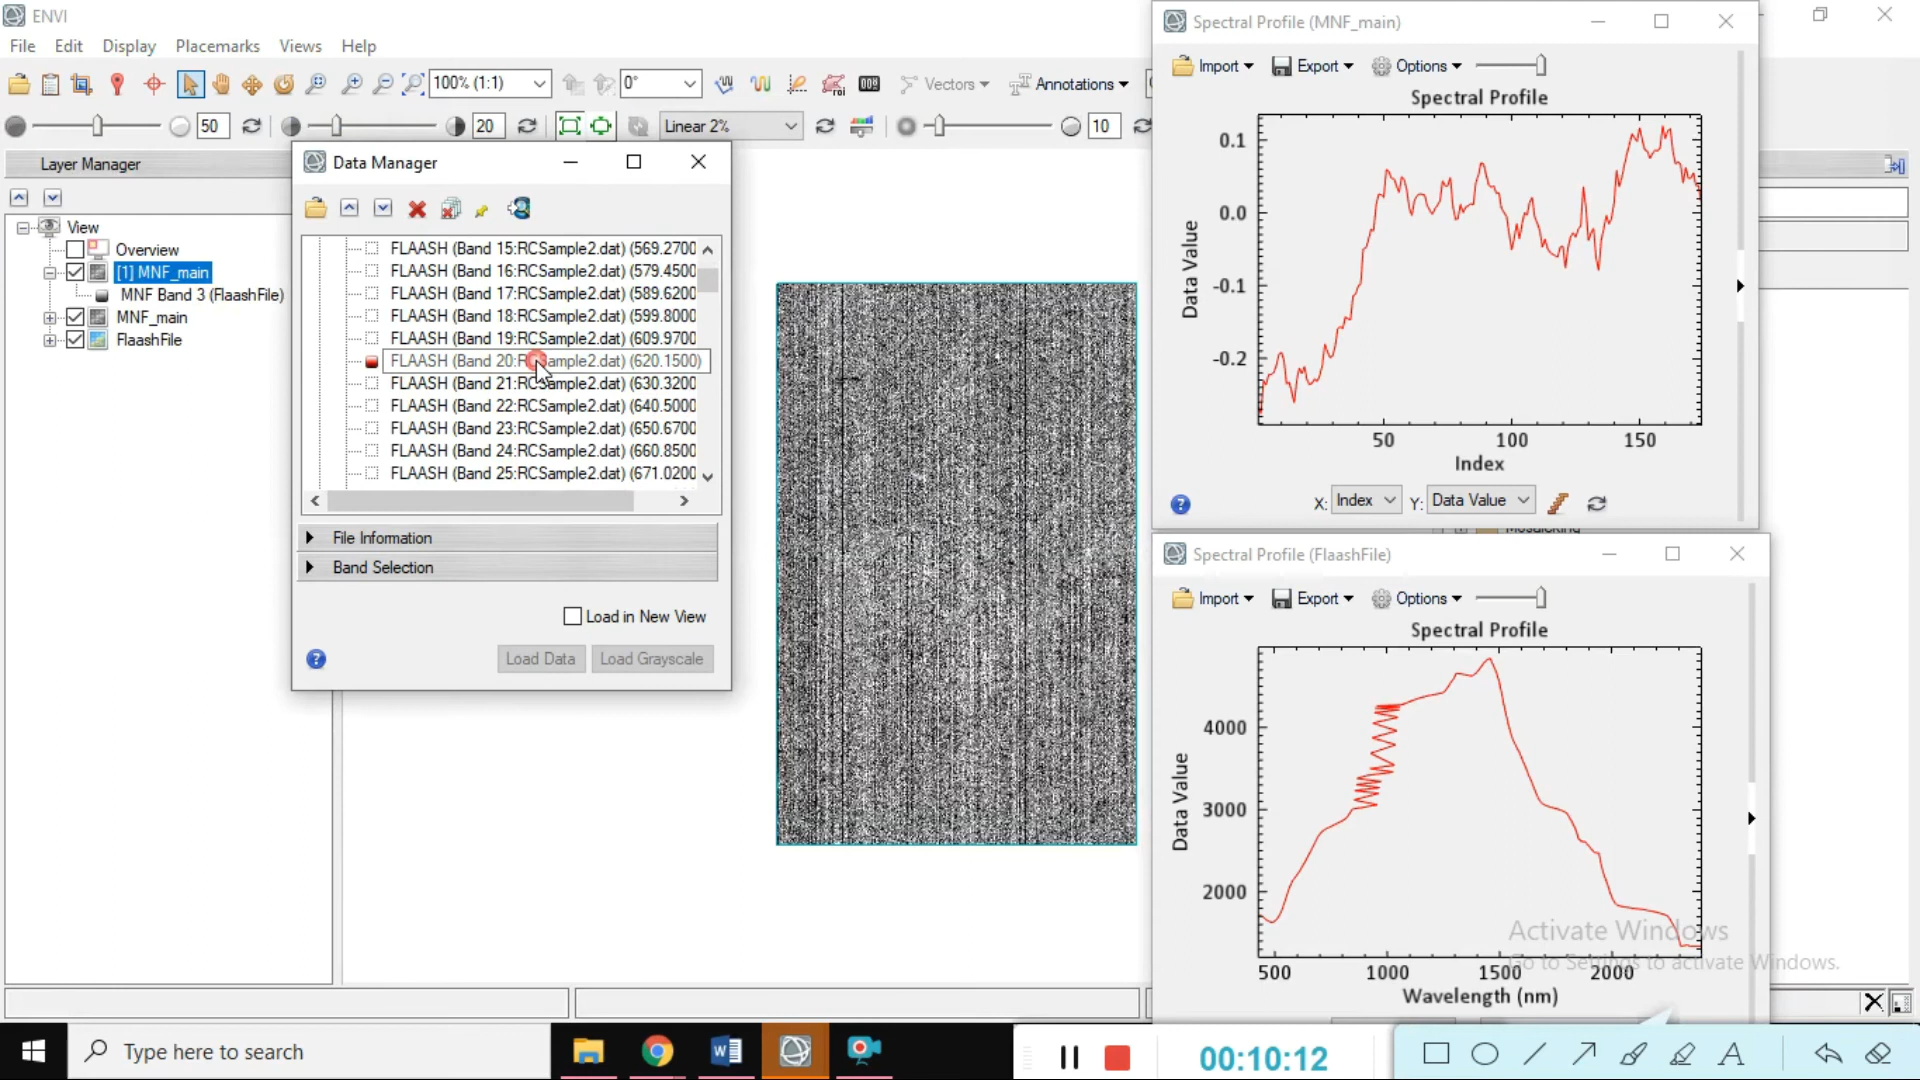 ENVI
File Edit Display Placemarks Views Help
100% (1:1) 0° Vectors Annotations
50 20 Linear 2% 10
Layer Manager
View
Overview
[1] MNF_main
MNF Band 3 (FlaashFile)
MNF_main
FlaashFile
Data Manager
FLAASH (Band 15:RCSample2.dat) (569.2700
FLAASH (Band 16:RCSample2.dat) (579.4500
FLAASH (Band 17:RCSample2.dat) (589.6200
FLAASH (Band 18:RCSample2.dat) (599.8000
FLAASH (Band 19:RCSample2.dat) (609.9700
FLAASH (Band 20:RCSample2.dat) (620.1500)
FLAASH (Band 21:RCSample2.dat) (630.3200
FLAASH (Band 22:RCSample2.dat) (640.5000
FLAASH (Band 23:RCSample2.dat) (650.6700
FLAASH (Band 24:RCSample2.dat) (660.8500
FLAASH (Band 25:RCSample2.dat) (671.0200
File Information
Band Selection
Load in New View
Load Data Load Grayscale
Spectral Profile (MNF_main)
Import Export Options
Spectral Profile
Data Value
0.1
0.0
-0.1
-0.2
50 100 150
Index
X: Index Y: Data Value
Mosaicking
Spectral Profile (FlaashFile)
Import Export Options
Spectral Profile
Data Value
4000
3000
2000
500 1000 1500 2000
Wavelength (nm)
Activate Windows
Go to Settings to activate Windows.
Type here to search
00:10:12